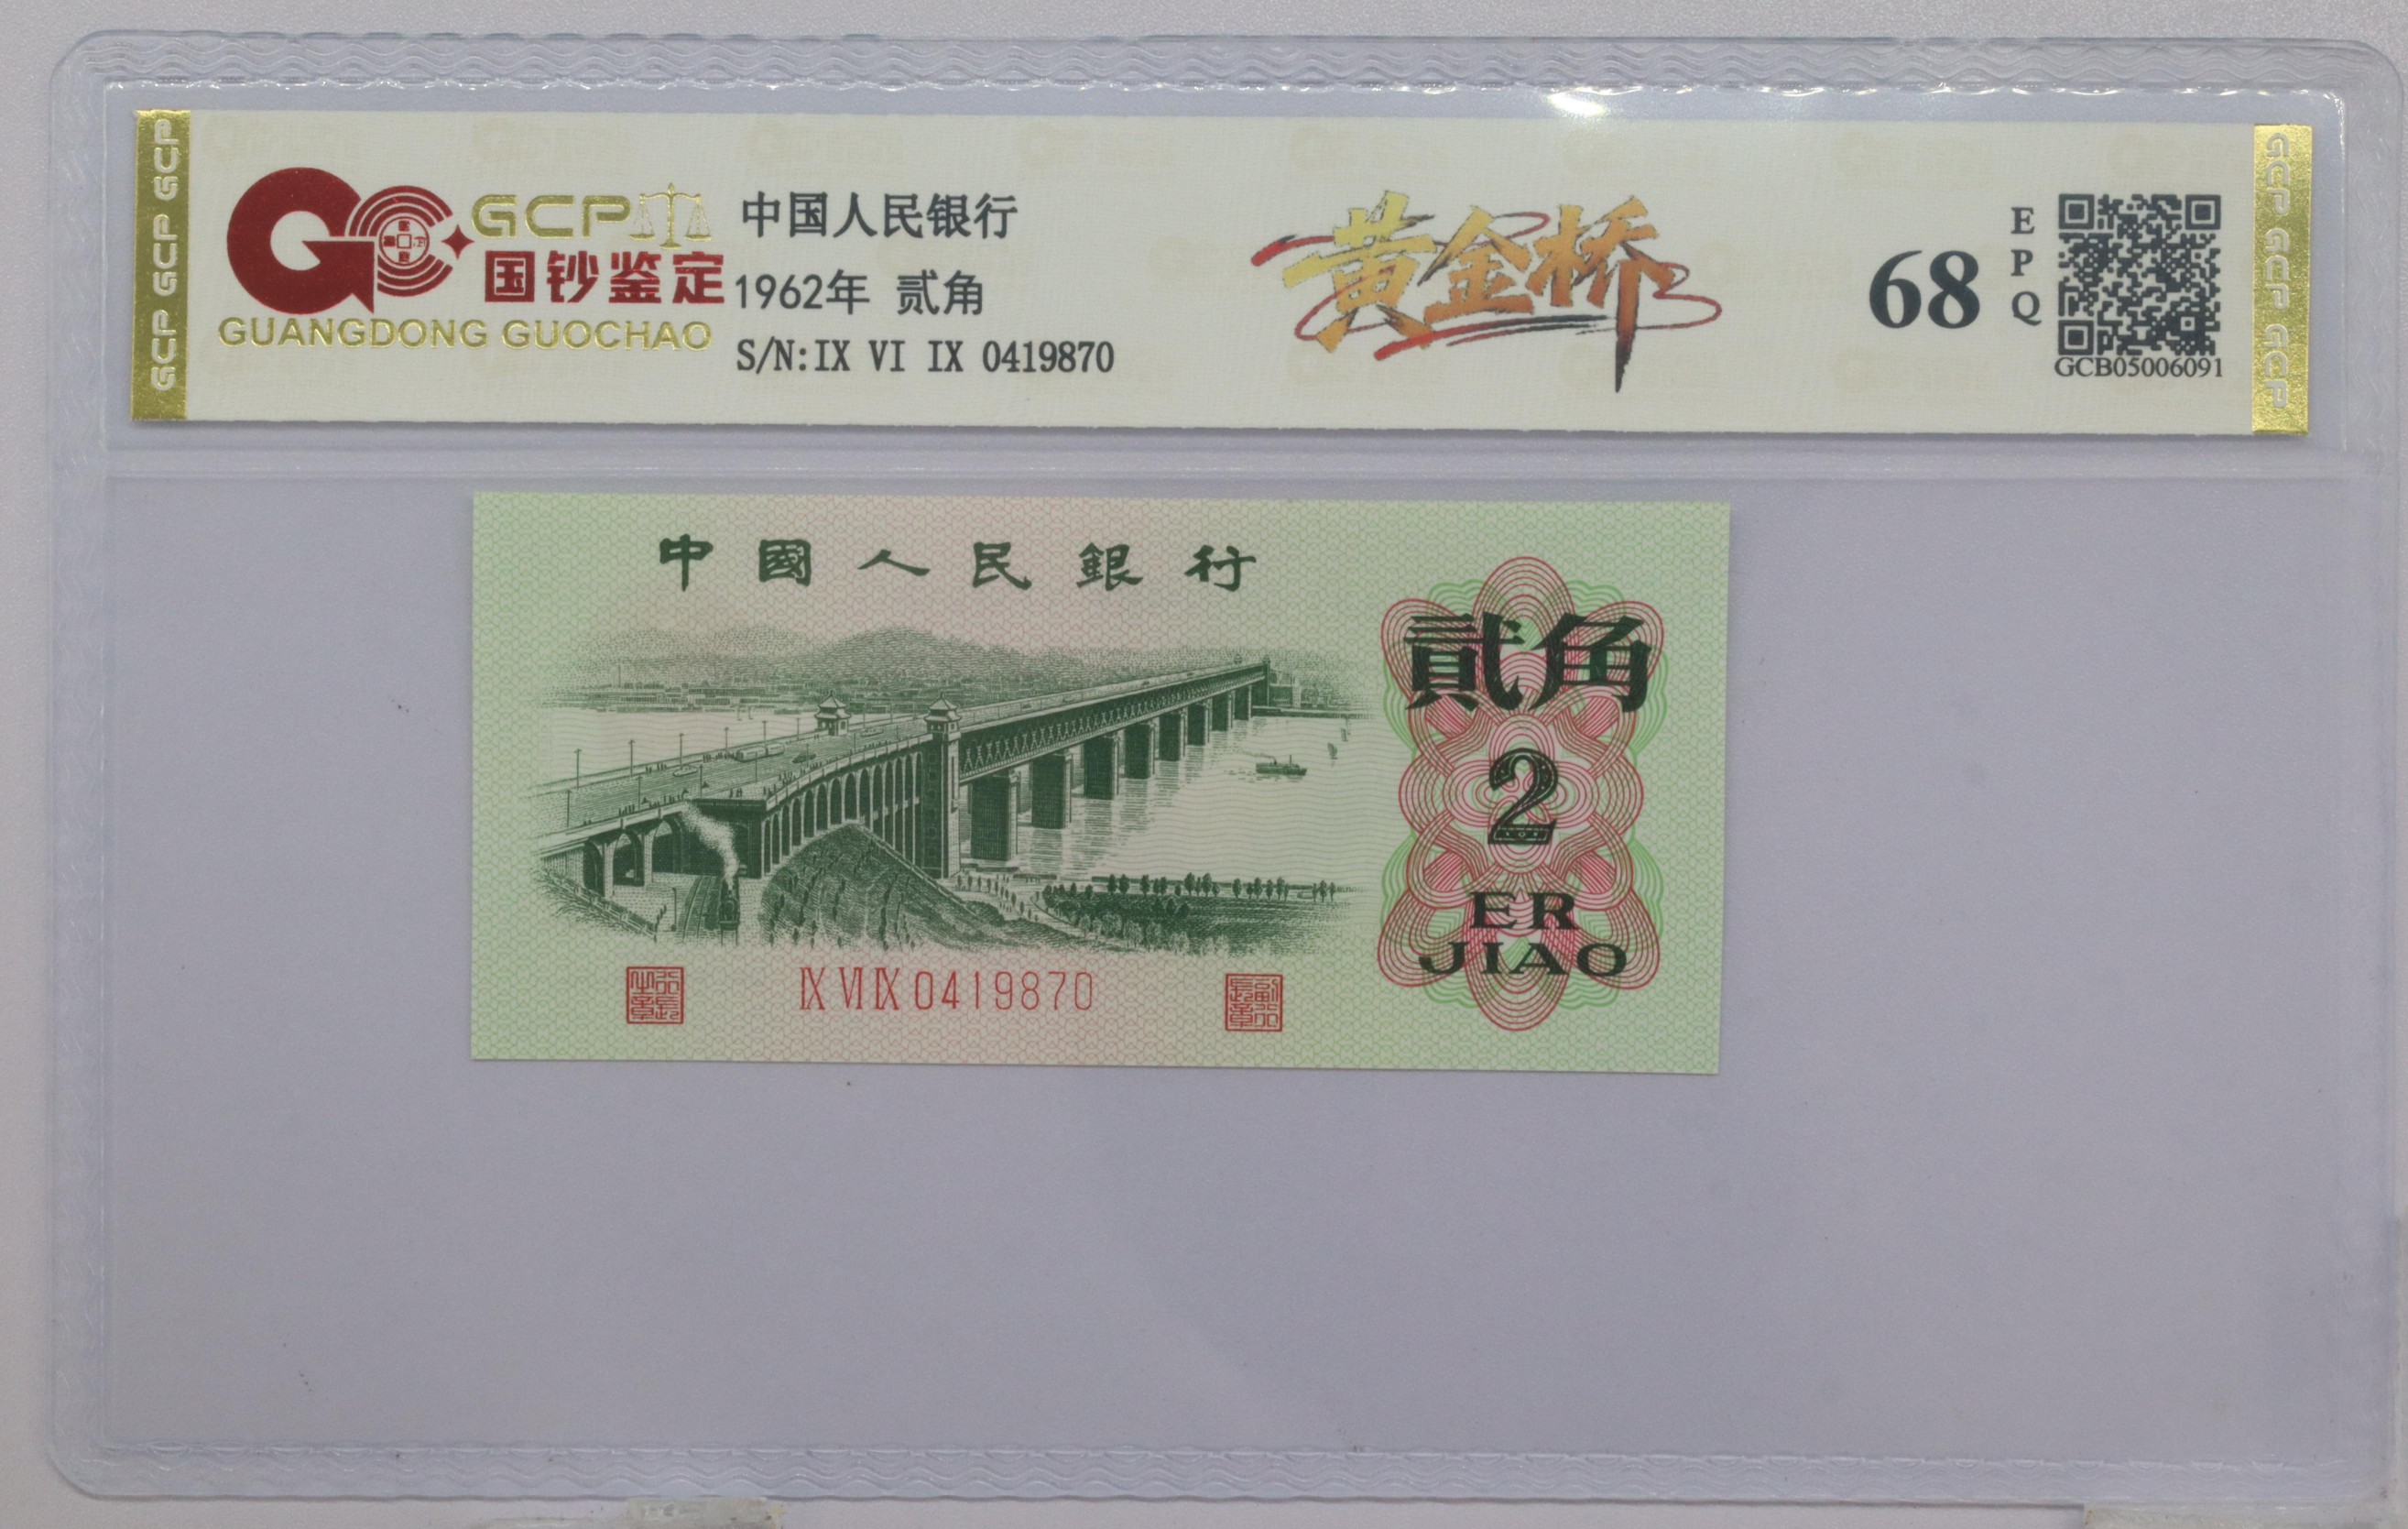 GCP GCP GCP
GCP
国钞鉴定
GUANGDONG GUOCHAO
中国人民银行
1962年 贰角
S/N:IX VI IX 0419870
黄金桥
68
EPQ
GCB05006091
GCP GCP GCP
中國人民銀行
貳角
2
ER
JIAO
IX VI IX 0419870